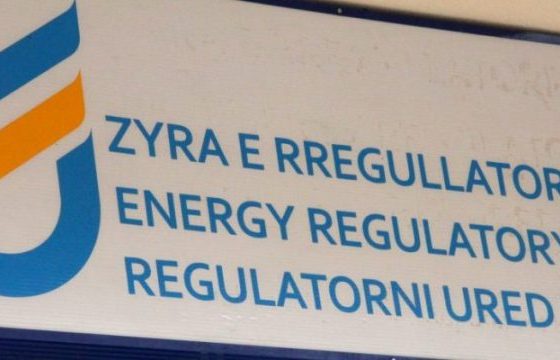 ZYRA E RREGULLATOR
ENERGY REGULATORY
REGULATORNI URED